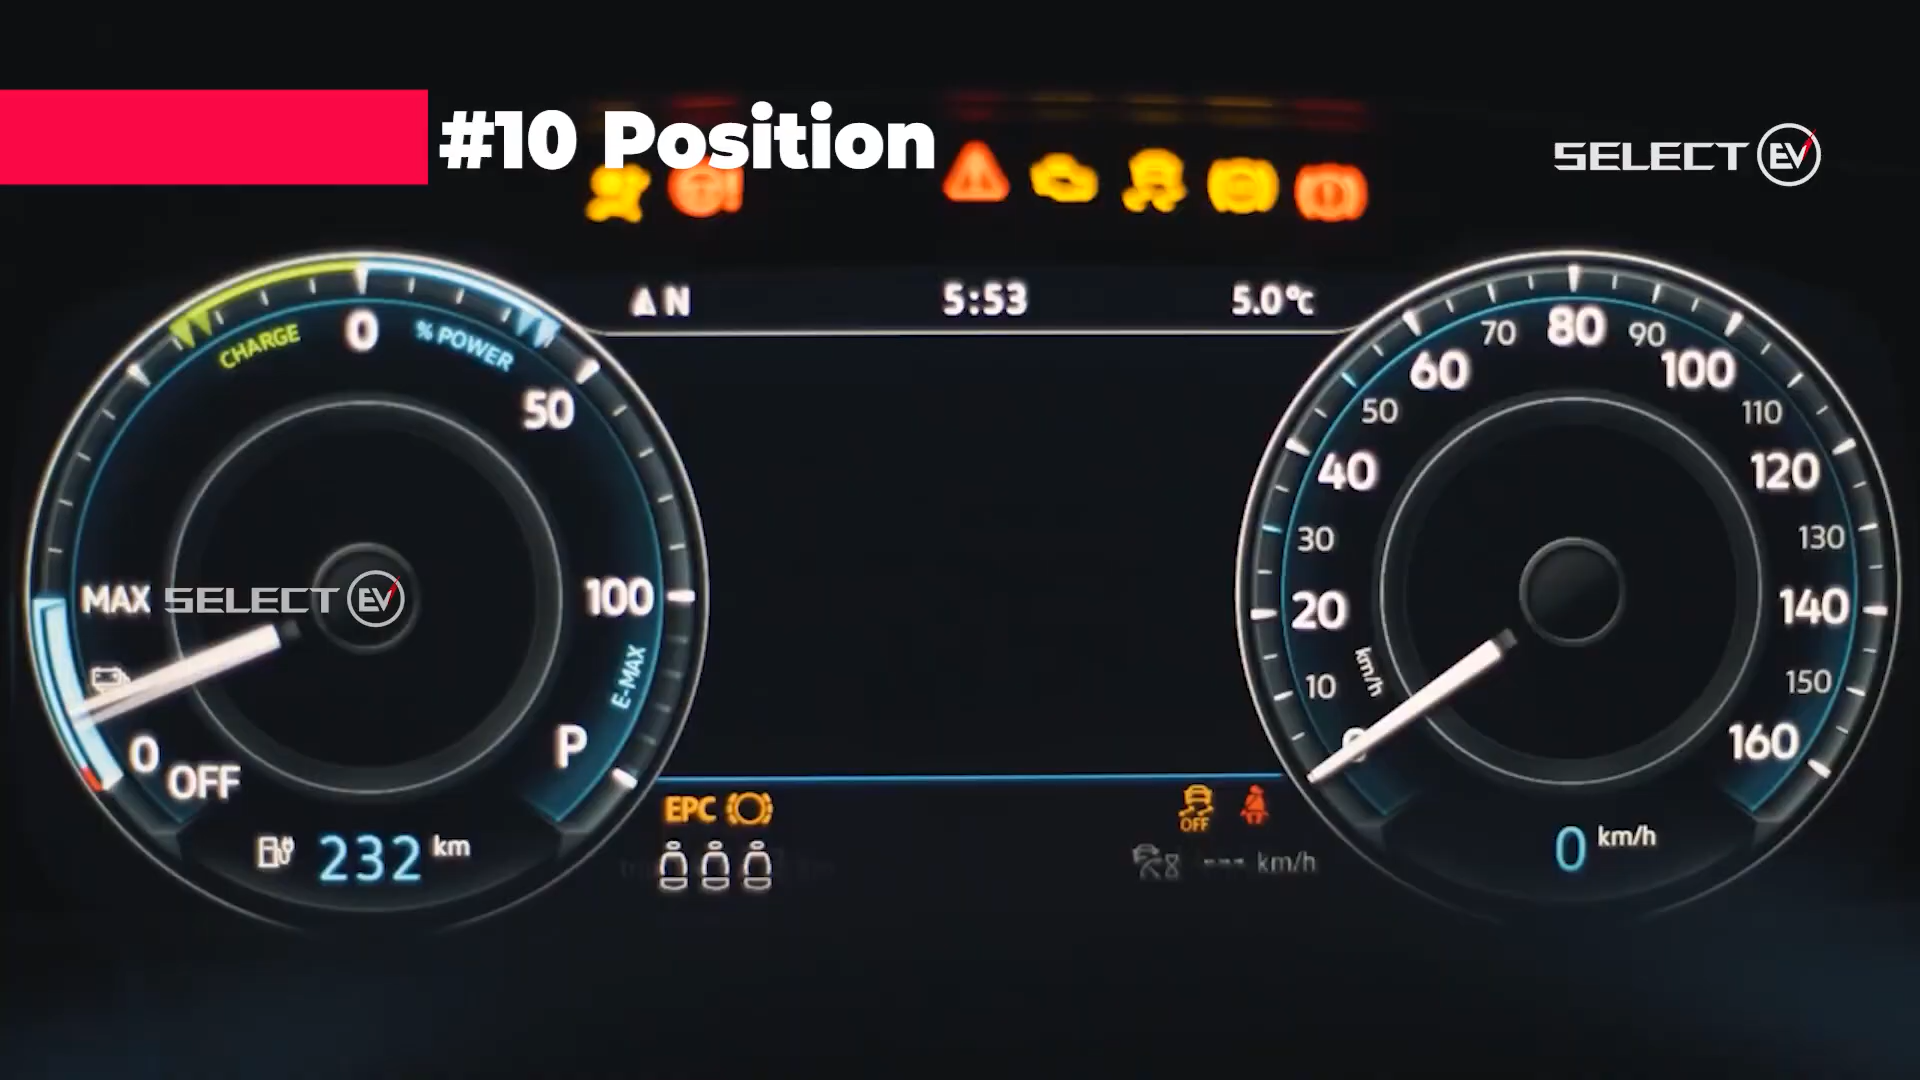 #10 Position
SELECT EV
N 5:53 5.0°C
CHARGE 0 % POWER
50
100
E-MAX
P
MAX SELECT EV
0
OFF
232 km
70 80 90
60 100
50 110
40 120
30 130
20 140
km/h
10 150
0 160
EPC
OFF
--- km/h
0 km/h